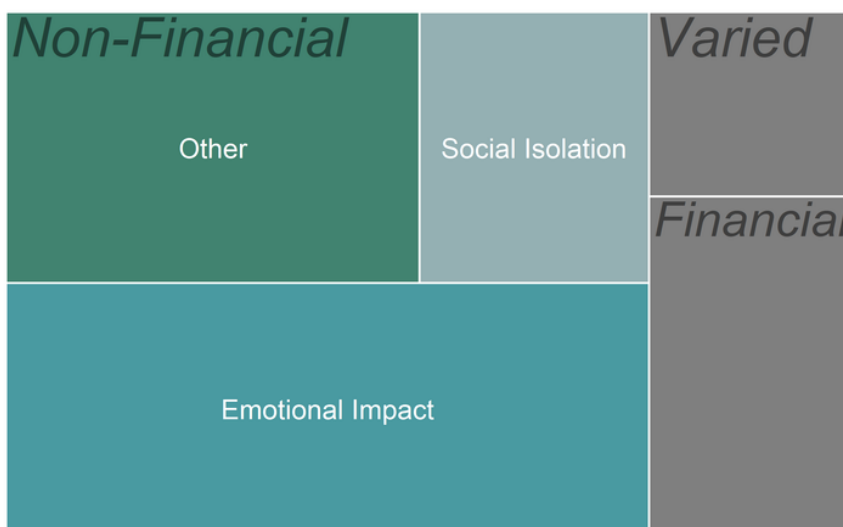 Non-Financial
Varied
Other
Social Isolation
Financial
Emotional Impact